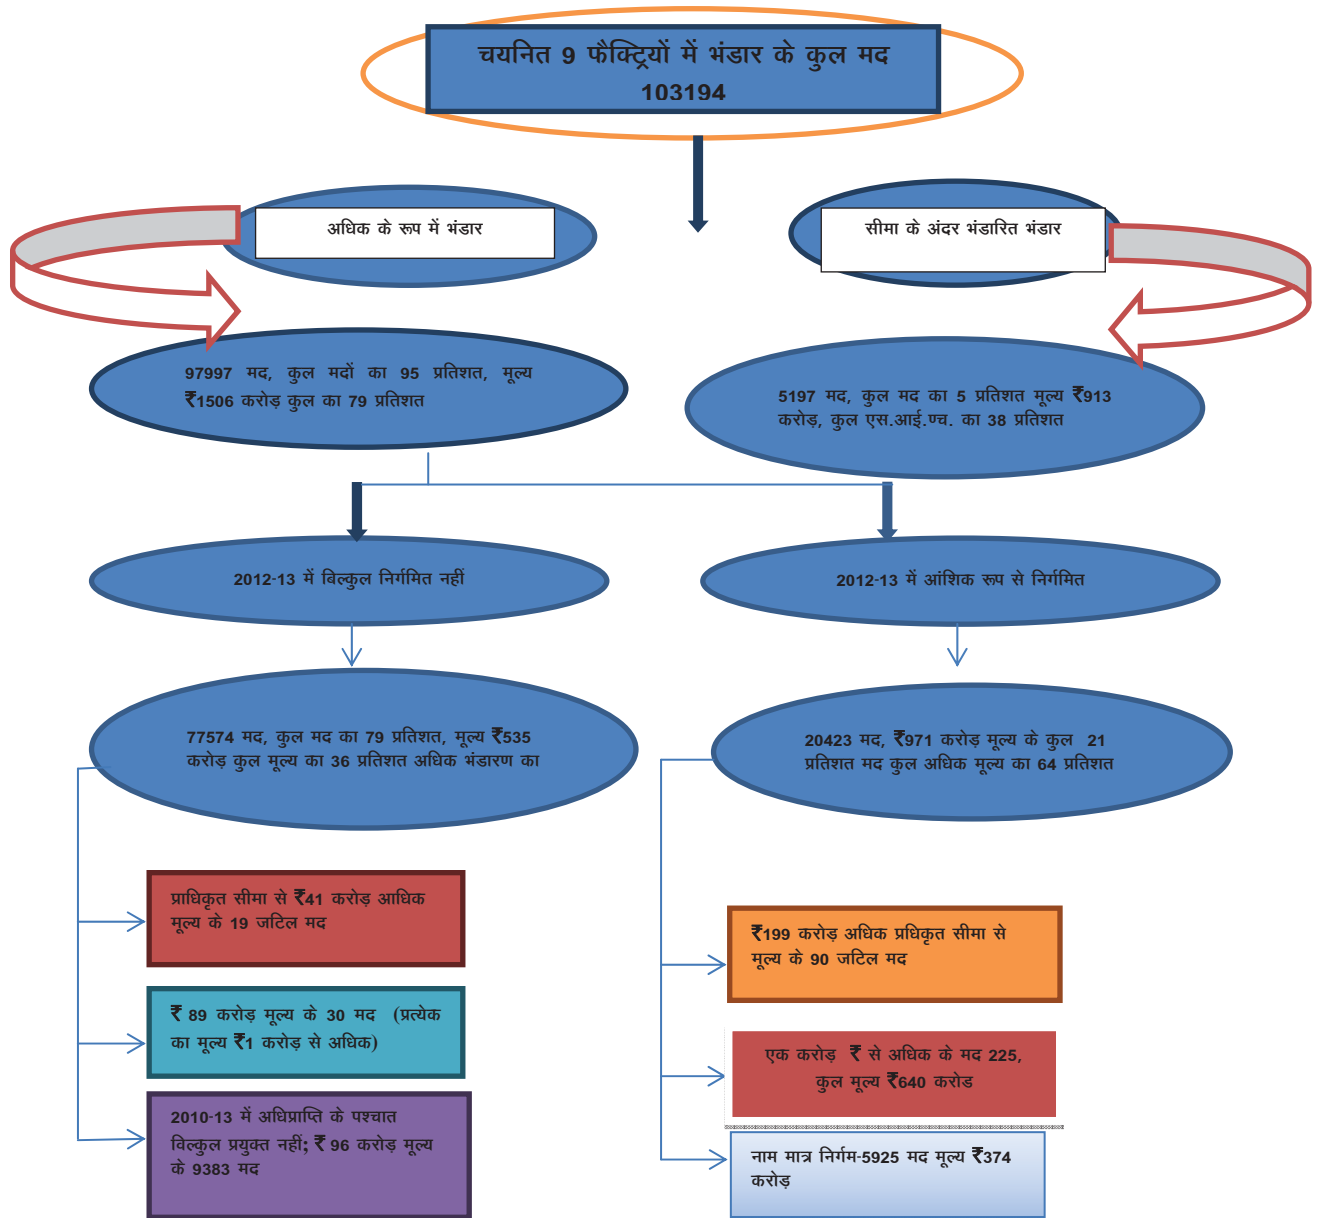 चयनित 9 फैक्ट्रियों में भंडार के कुल मद
103194
अधिक के रूप में भंडार
सीमा के अंदर भंडारित भंडार
97997 मद, कुल मदों का 95 प्रतिशत, मूल्य
₹1506 करोड़ कुल का 79 प्रतिशत
5197 मद, कुल मद का 5 प्रतिशत मूल्य ₹913
करोड़, कुल एस.आई.ण्च. का 38 प्रतिशत
2012-13 में विल्कुल निर्गमित नहीं
2012-13 में आंशिक रूप से निर्गमित
77574 मद, कुल मद का 79 प्रतिशत, मूल्य ₹535
करोड़ कुल मूल्य का 36 प्रतिशत अधिक भंडारण का
20423 मद, ₹971 करोड़ मूल्य के कुल 21
प्रतिशत मद कुल अधिक मूल्य का 64 प्रतिशत
प्राधिकृत सीमा से ₹41 करोड़ आधिक
मूल्य के 19 जटिल मद
₹ 89 करोड़ मूल्य के 30 मद (प्रत्येक
का मूल्य ₹1 करोड़ से अधिक)
2010-13 में अधिप्राप्ति के पश्चात
विल्कुल प्रयुक्त नहीं; ₹ 96 करोड़ मूल्य
के 9383 मद
₹199 करोड़ अधिक प्रधिकृत सीमा से
मूल्य के 90 जटिल मद
एक करोड़ ₹ से अधिक के मद 225,
कुल मूल्य ₹640 करोड
नाम मात्र निर्गम-5925 मद मूल्य ₹374
करोड़